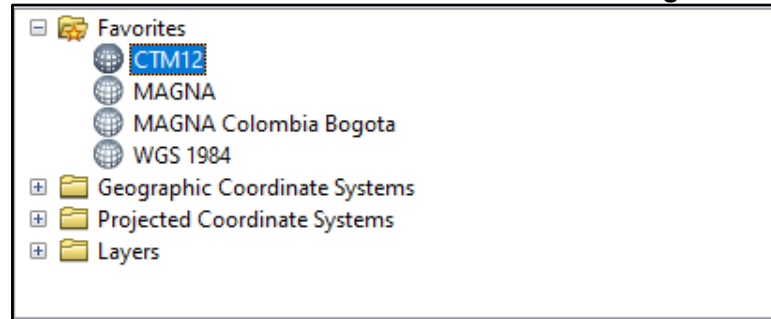 Favorites
CTM12
MAGNA
MAGNA Colombia Bogota
WGS 1984
Geographic Coordinate Systems
Projected Coordinate Systems
Layers